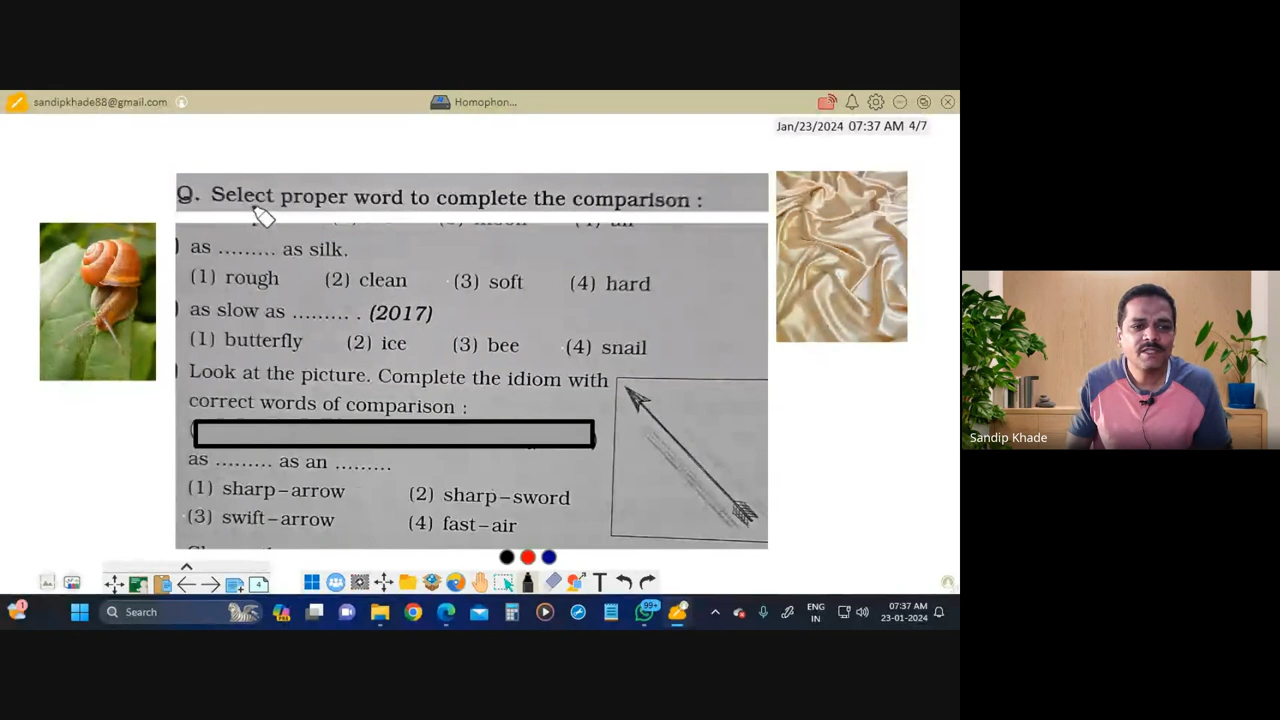 sandipkhade88@gmail.com
Homophon...
Jan/23/2024 07:37 AM 4/7
Q. Select proper word to complete the comparison :
as ......... as silk.
(1) rough (2) clean (3) soft (4) hard
as slow as ......... . (2017)
(1) butterfly (2) ice (3) bee (4) snail
Look at the picture. Complete the idiom with
correct words of comparison :
as ......... as an .........
(1) sharp–arrow (2) sharp–sword
(3) swift–arrow (4) fast–air
Sandip Khade
4
T
1
Search
PRE
99+
ENG
IN
07:37 AM
23-01-2024